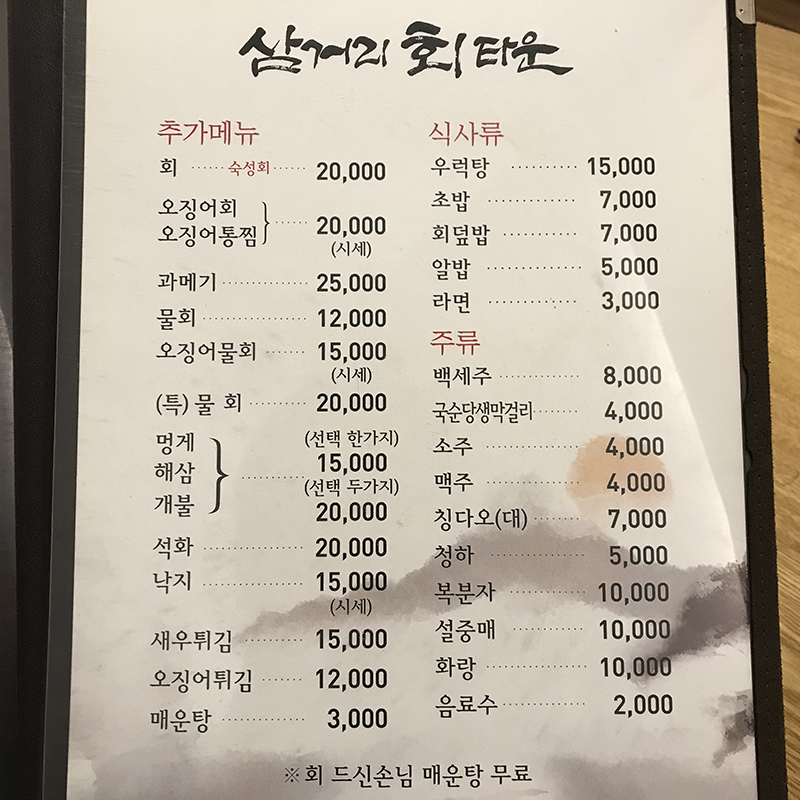 삼거리 회타운
추가메뉴
회 ······ 숙성회 ······ 20,000
오징어회
오징어통찜 } ······ 20,000
(시세)
과메기 ············ 25,000
물회 ············ 12,000
오징어물회 ······ 15,000
(시세)
(특) 물 회 ········ 20,000
멍게
해삼
개불
(선택 한가지)
15,000
(선택 두가지)
20,000
석화 ············ 20,000
낙지 ············ 15,000
(시세)
새우튀김 ········ 15,000
오징어튀김 ······ 12,000
매운탕 ············ 3,000
식사류
우럭탕 ·········· 15,000
초밥 ············ 7,000
회덮밥 ·········· 7,000
알밥 ············ 5,000
라면 ············ 3,000
주류
백세주 ·········· 8,000
국순당생막걸리 ······ 4,000
소주 ············ 4,000
맥주 ············ 4,000
칭다오(대) ······ 7,000
청하 ············ 5,000
복분자 ·········· 10,000
설중매 ·········· 10,000
화랑 ············ 10,000
음료수 ·········· 2,000
※회 드신손님 매운탕 무료